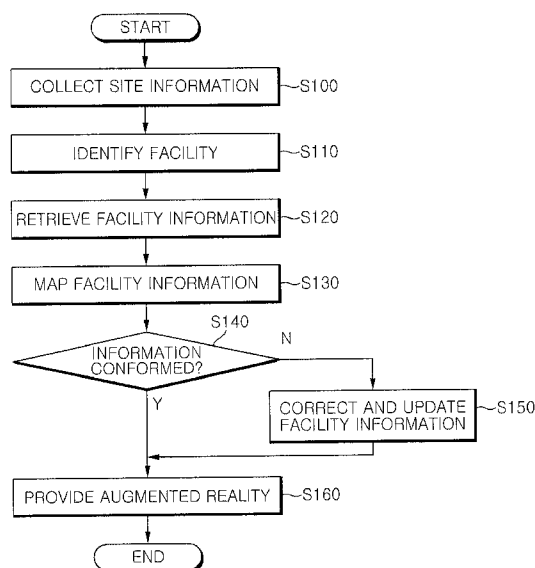 START
COLLECT SITE INFORMATION
S100
IDENTIFY FACILITY
S110
RETRIEVE FACILITY INFORMATION
S120
MAP FACILITY INFORMATION
S130
S140
INFORMATION
CONFORMED?
N
Y
CORRECT AND UPDATE
FACILITY INFORMATION
S150
PROVIDE AUGMENTED REALITY
S160
END